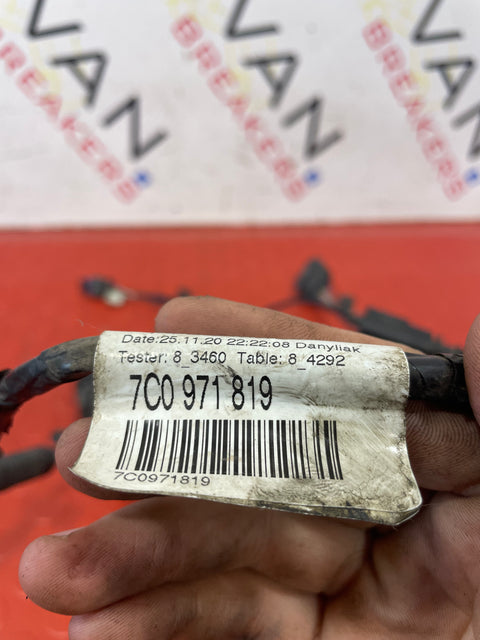 VAN
BREAKERS
VAN
BREAKERS
VAN
BREAKERS
Date:25.11.20 22:22:08 Danyliak
Tester: 8_3460 Table: 8_4292
7C0 971 819
7C0971819